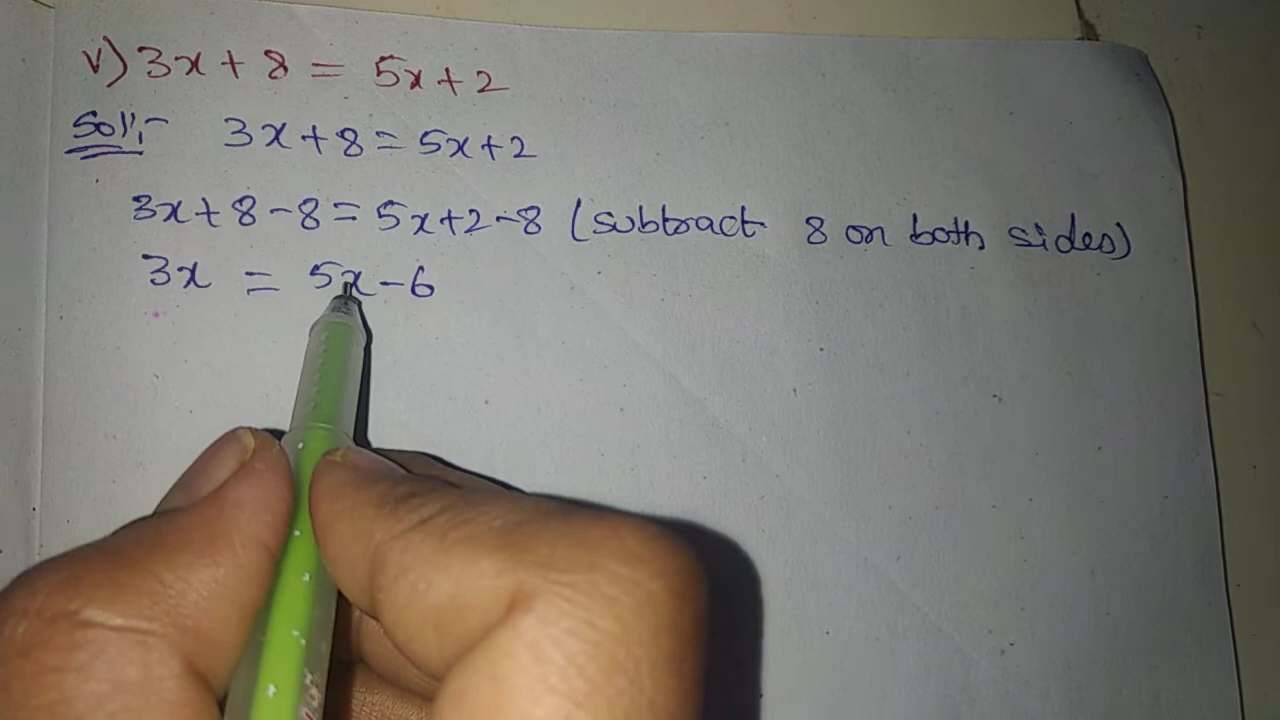 v) 3x + 8 = 5x + 2
Sol:- 3x + 8 = 5x + 2
3x + 8 - 8 = 5x + 2 - 8 (subtract 8 on both sides)
3x = 5x - 6